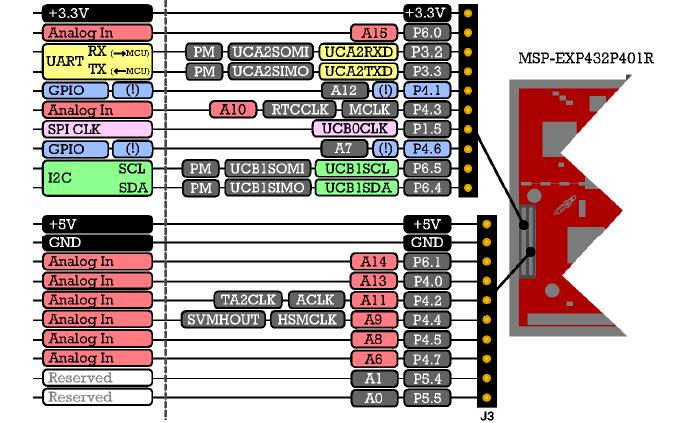 +3.3V +3.3V
Analog In A15 P6.0
MSP-EXP432P401R
UART RX (→MCU) PM UCA2SOMI UCA2RXD P3.2
TX (←MCU) PM UCA2SIMO UCA2TXD P3.3
GPIO (!) A12 (!) P4.1
Analog In A10 RTCCLK MCLK P4.3
SPI CLK UCB0CLK P1.5
GPIO (!) A7 (!) P4.6
I2C SCL PM UCB1SOMI UCB1SCL P6.5
SDA PM UCB1SIMO UCB1SDA P6.4
+5V +5V
GND GND
Analog In A14 P6.1
Analog In A13 P4.0
Analog In TA2CLK ACLK A11 P4.2
Analog In SVMHOUT HSMCLK A9 P4.4
Analog In A8 P4.5
Analog In A6 P4.7
Reserved A1 P5.4
Reserved A0 P5.5
J3